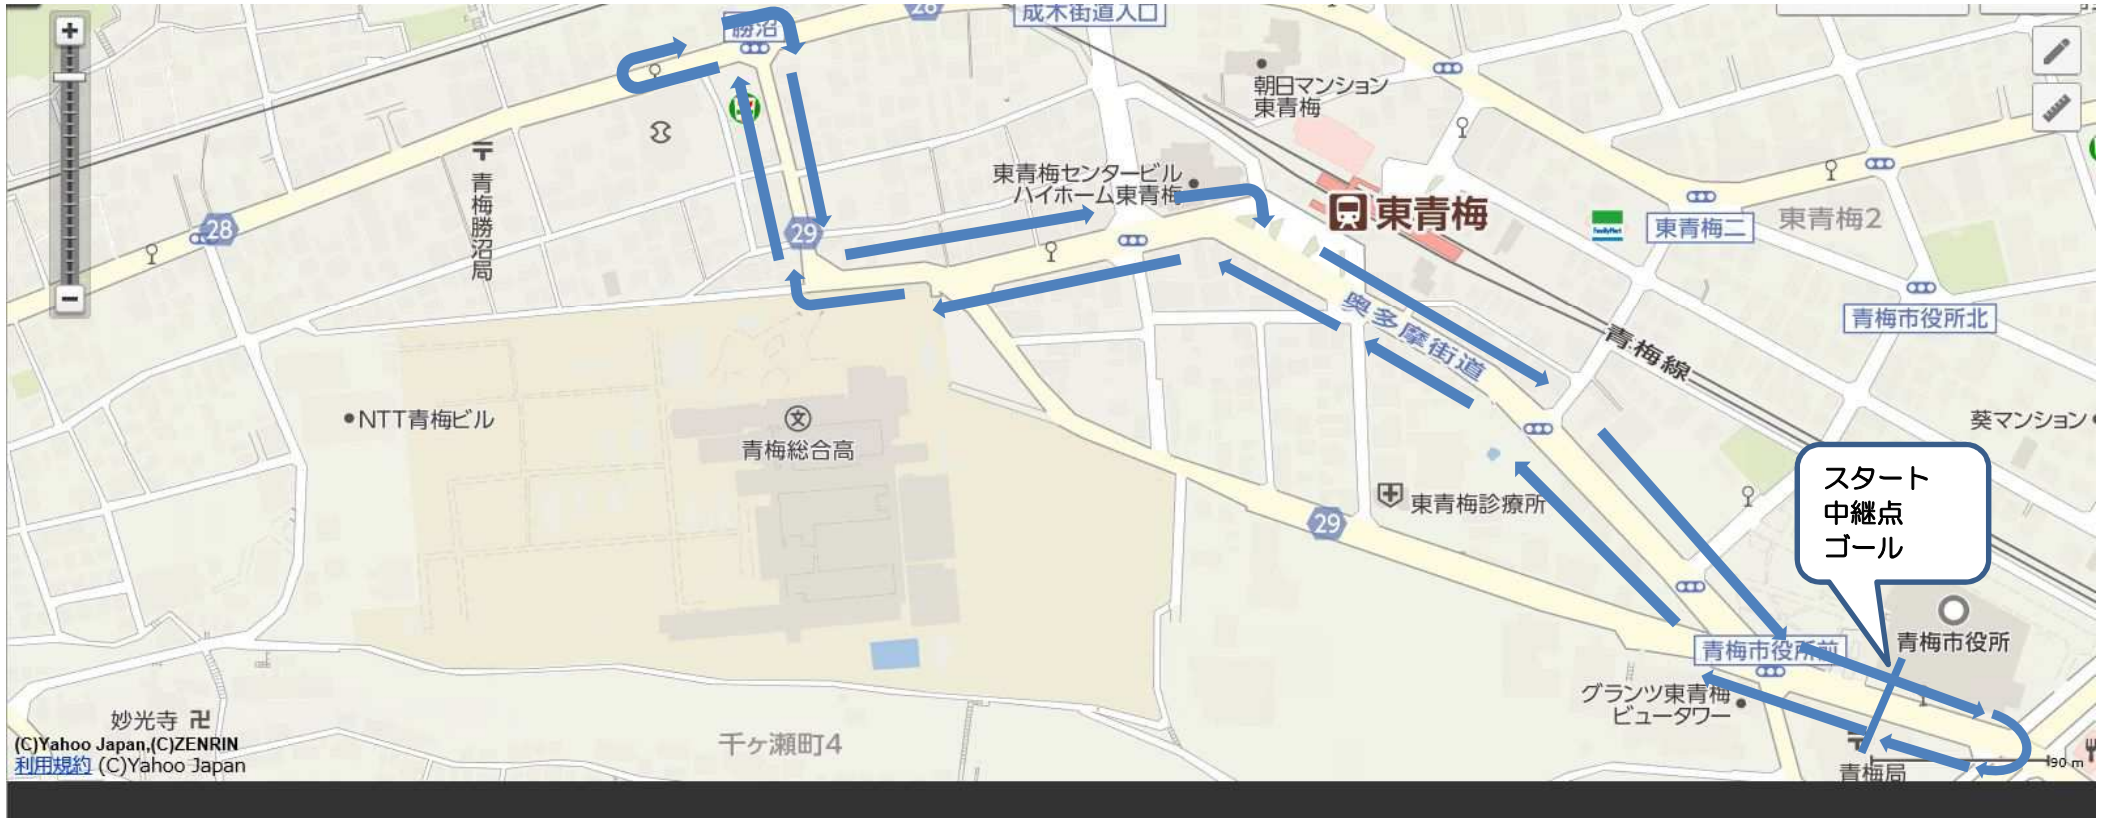 28
成木街道入口
勝沼
朝日マンション
東青梅
東青梅センタービル
ハイホーム東青梅
東青梅
FamilyMart
東青梅二
東青梅2
〒
青梅勝沼局
28
29
青梅市役所北
奥多摩街道
青梅線
葵マンション
NTT青梅ビル
文
青梅総合高
東青梅診療所
29
スタート
中継点
ゴール
青梅市役所
青梅市役所前
グランツ東青梅
ビュータワー
〒
青梅局
90 m
妙光寺 卍
千ヶ瀬町4
(C)Yahoo Japan,(C)ZENRIN
利用規約 (C)Yahoo Japan